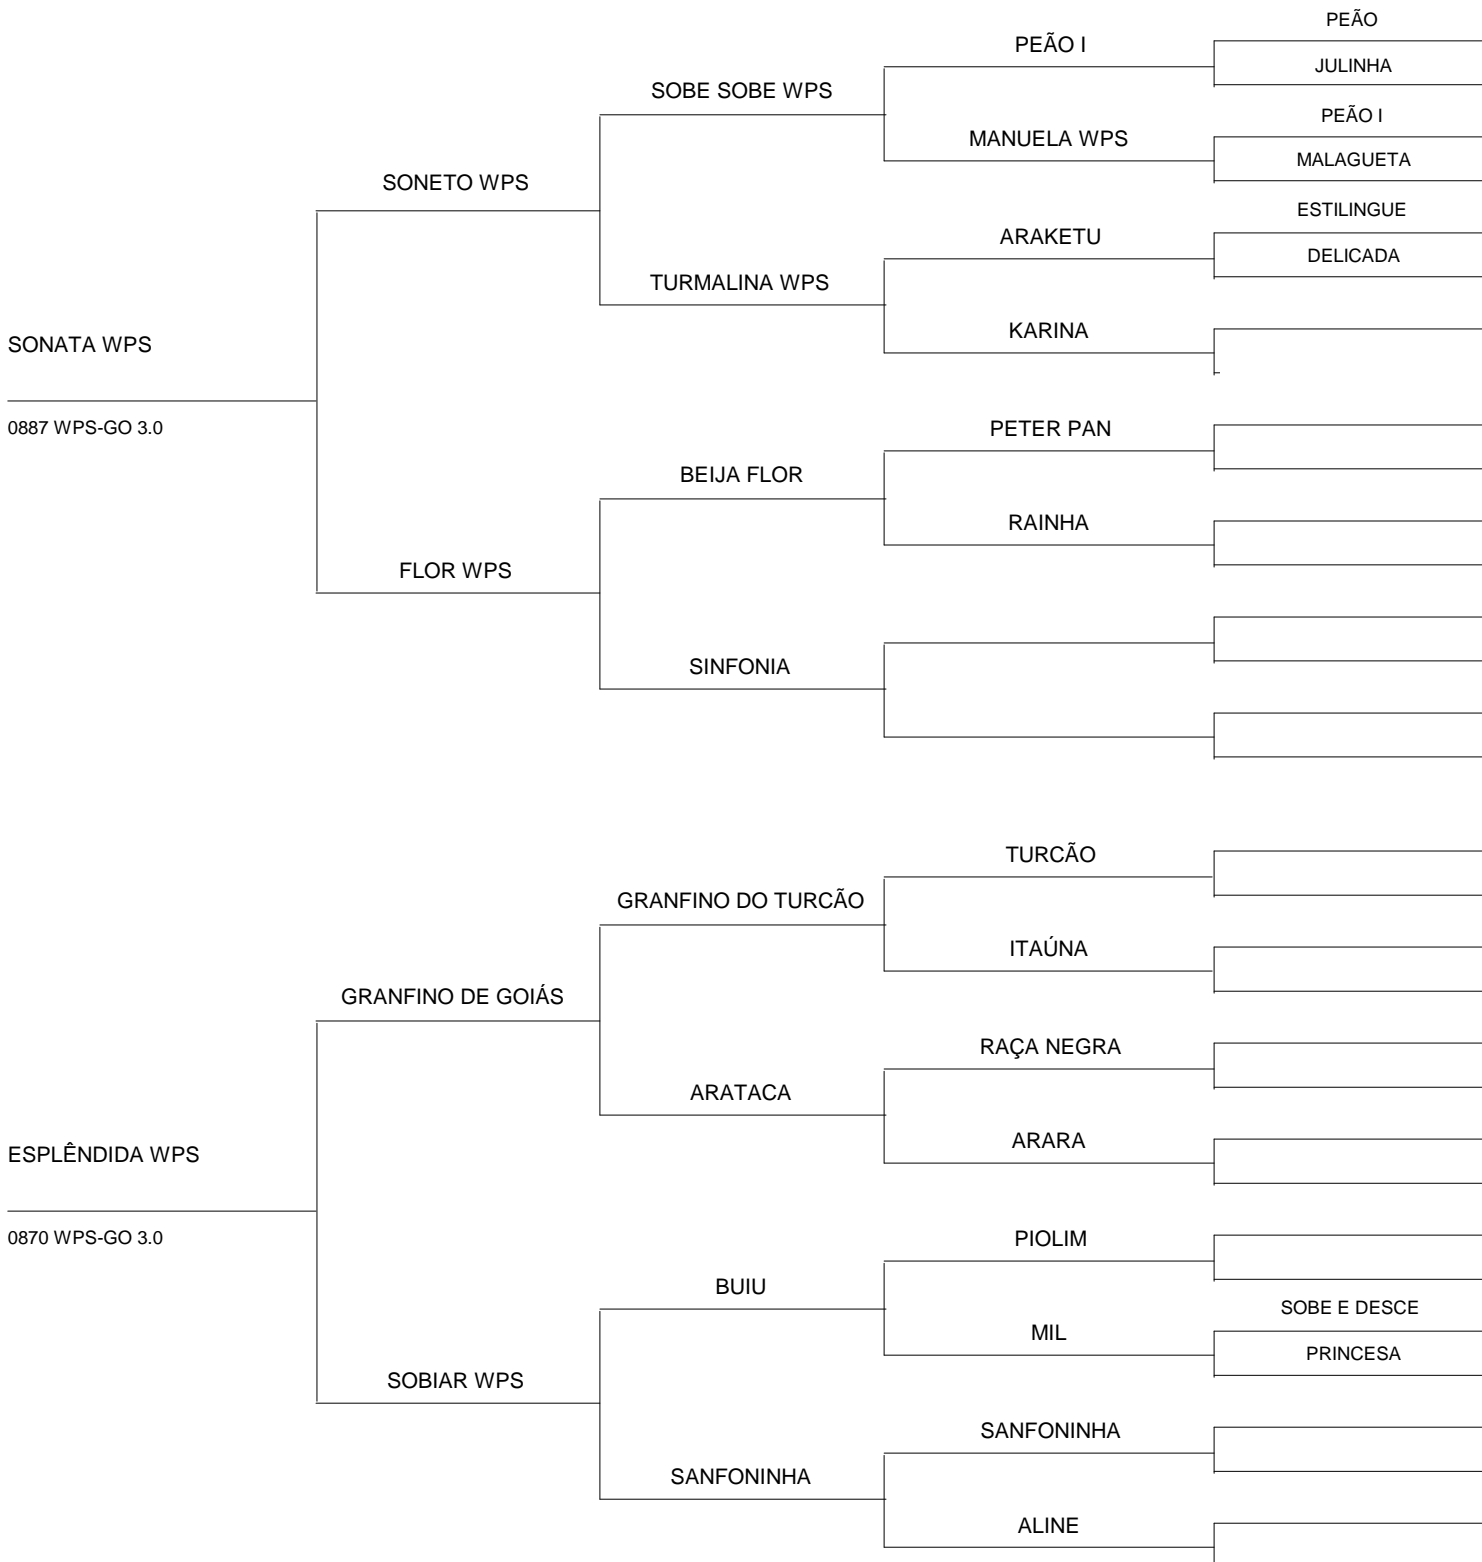 PEÃO
PEÃO I
JULINHA
SOBE SOBE WPS
PEÃO I
MANUELA WPS
MALAGUETA
SONETO WPS
ESTILINGUE
ARAKETU
DELICADA
TURMALINA WPS
KARINA
SONATA WPS
0887 WPS-GO 3.0
PETER PAN
BEIJA FLOR
RAINHA
FLOR WPS
SINFONIA
TURCÃO
GRANFINO DO TURCÃO
ITAÚNA
GRANFINO DE GOIÁS
RAÇA NEGRA
ARATACA
ARARA
ESPLÊNDIDA WPS
0870 WPS-GO 3.0
PIOLIM
BUIU
SOBE E DESCE
MIL
PRINCESA
SOBIAR WPS
SANFONINHA
SANFONINHA
ALINE